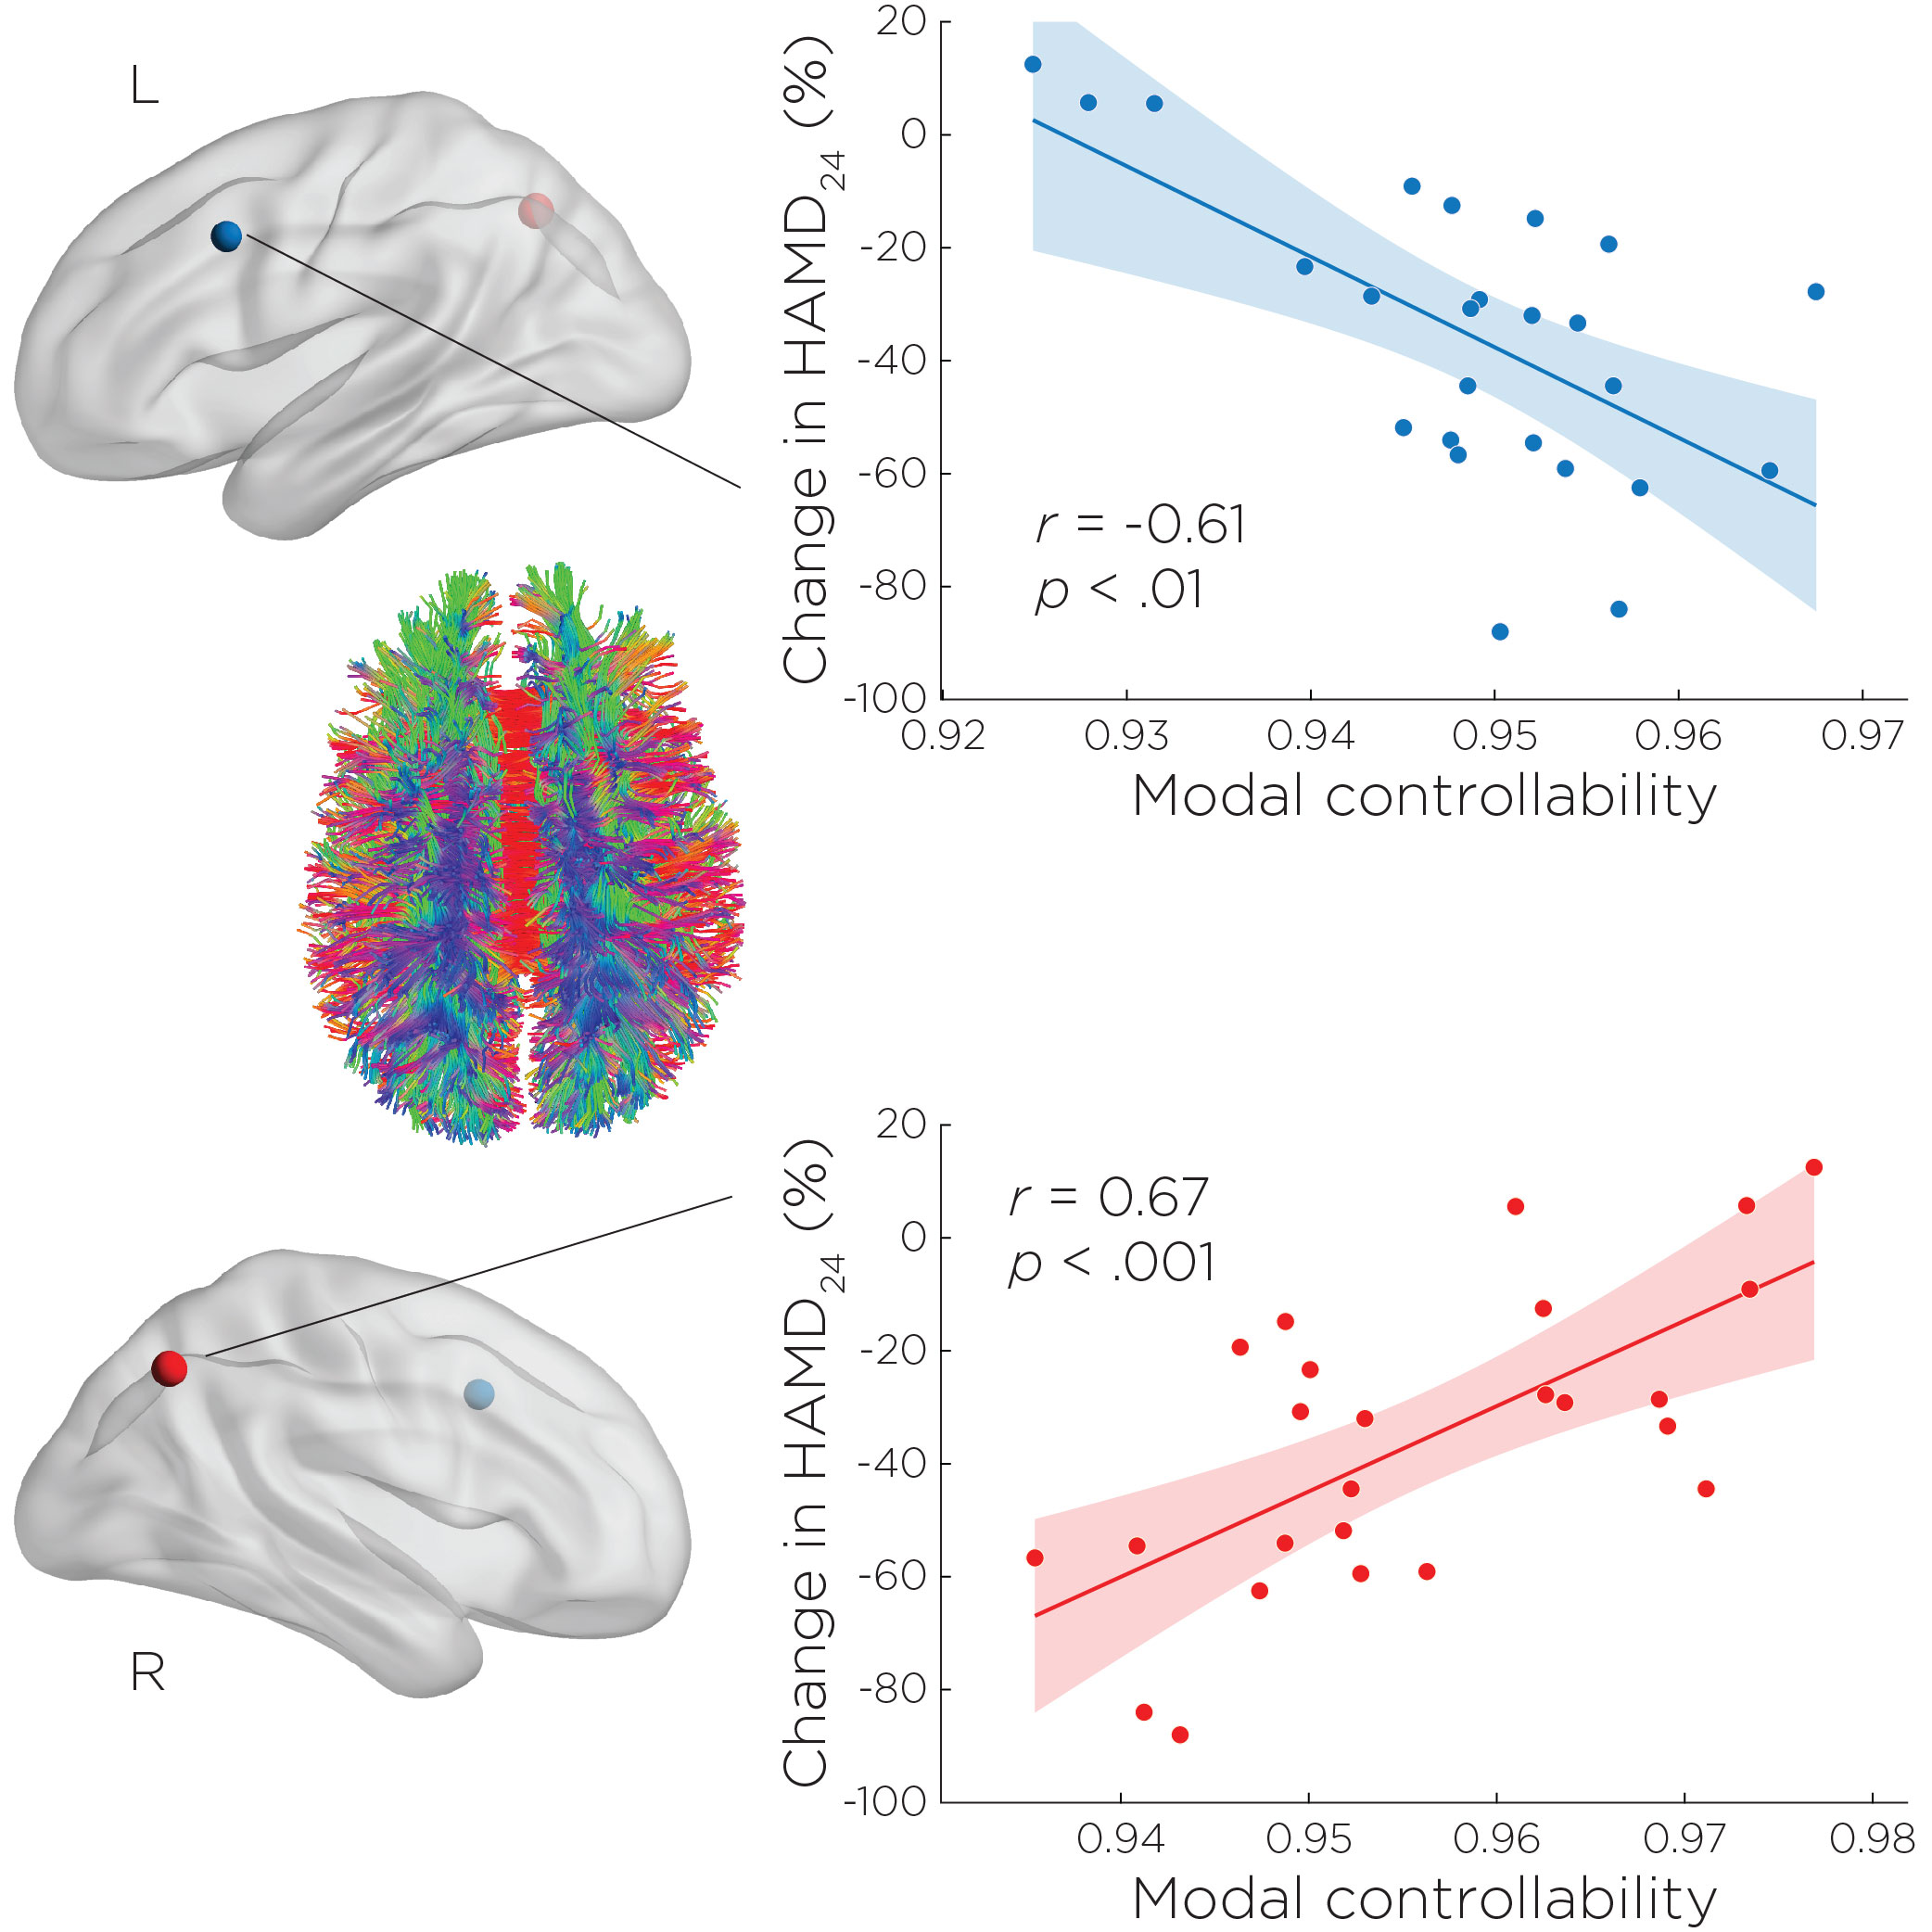 L
20
0
-20
-40
-60
-80
-100
Change in HAMD24 (%)
r = -0.61
p < .01
0.92 0.93 0.94 0.95 0.96 0.97
Modal controllability
20
0
-20
-40
-60
-80
-100
Change in HAMD24 (%)
r = 0.67
p < .001
0.94 0.95 0.96 0.97 0.98
Modal controllability
R